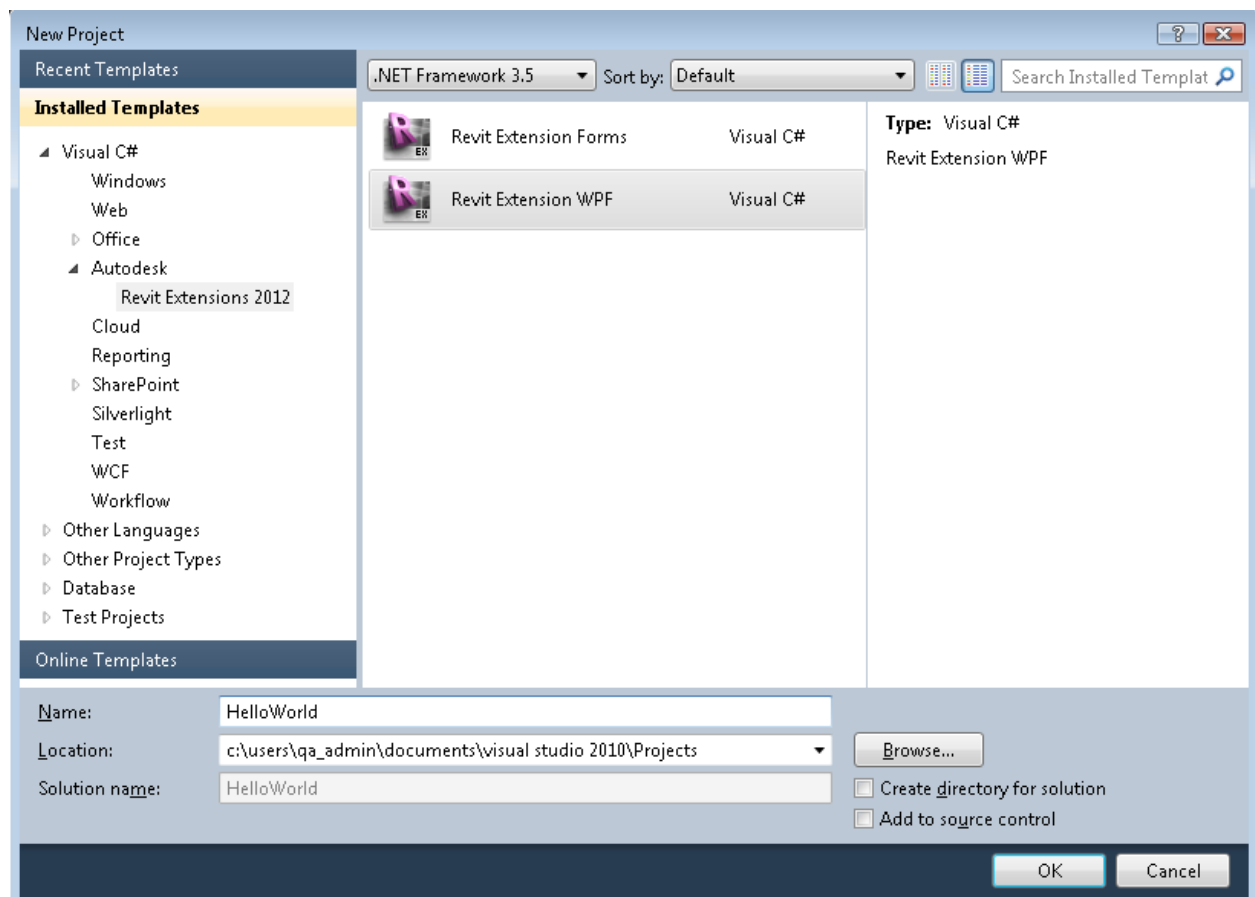 New Project
Recent Templates
.NET Framework 3.5
Sort by: Default
Search Installed Templat
Installed Templates
Visual C#
Windows
Web
Office
Autodesk
Revit Extensions 2012
Cloud
Reporting
SharePoint
Silverlight
Test
WCF
Workflow
Other Languages
Other Project Types
Database
Test Projects
Online Templates
R EX Revit Extension Forms Visual C#
R EX Revit Extension WPF Visual C#
Type: Visual C#
Revit Extension WPF
Name: HelloWorld
Location: c:\users\qa_admin\documents\visual studio 2010\Projects
Browse...
Solution name: HelloWorld
Create directory for solution
Add to source control
OK Cancel